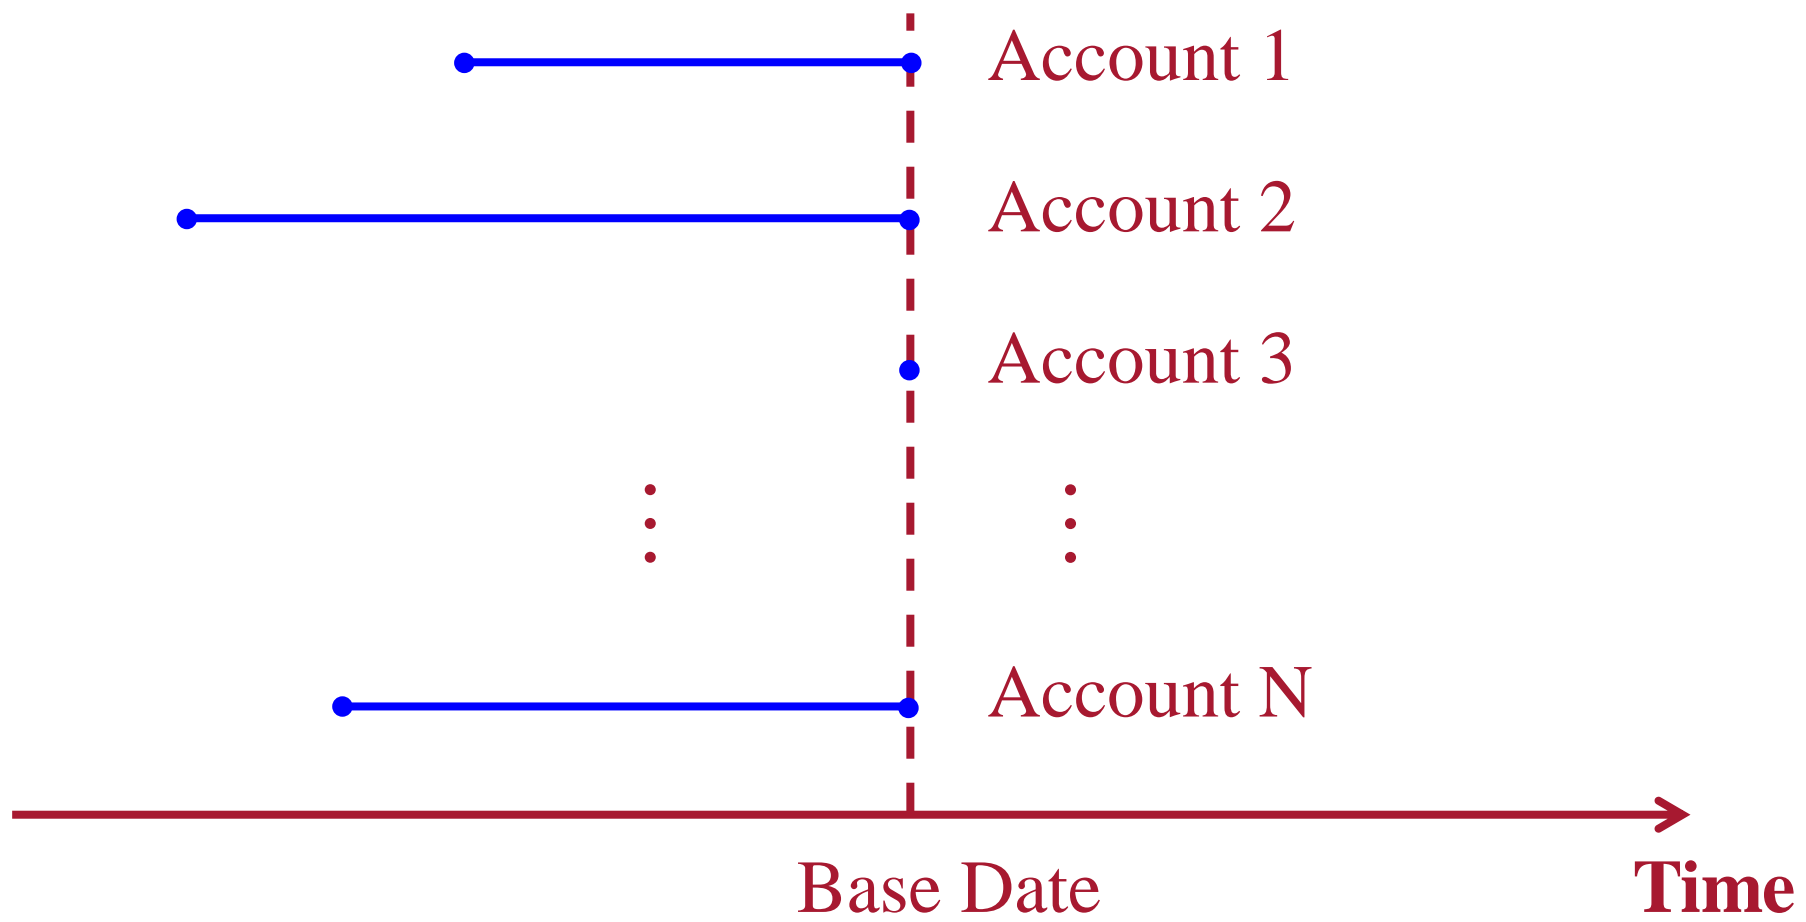 Account 1
Account 2
Account 3
Account N
Base Date
Time